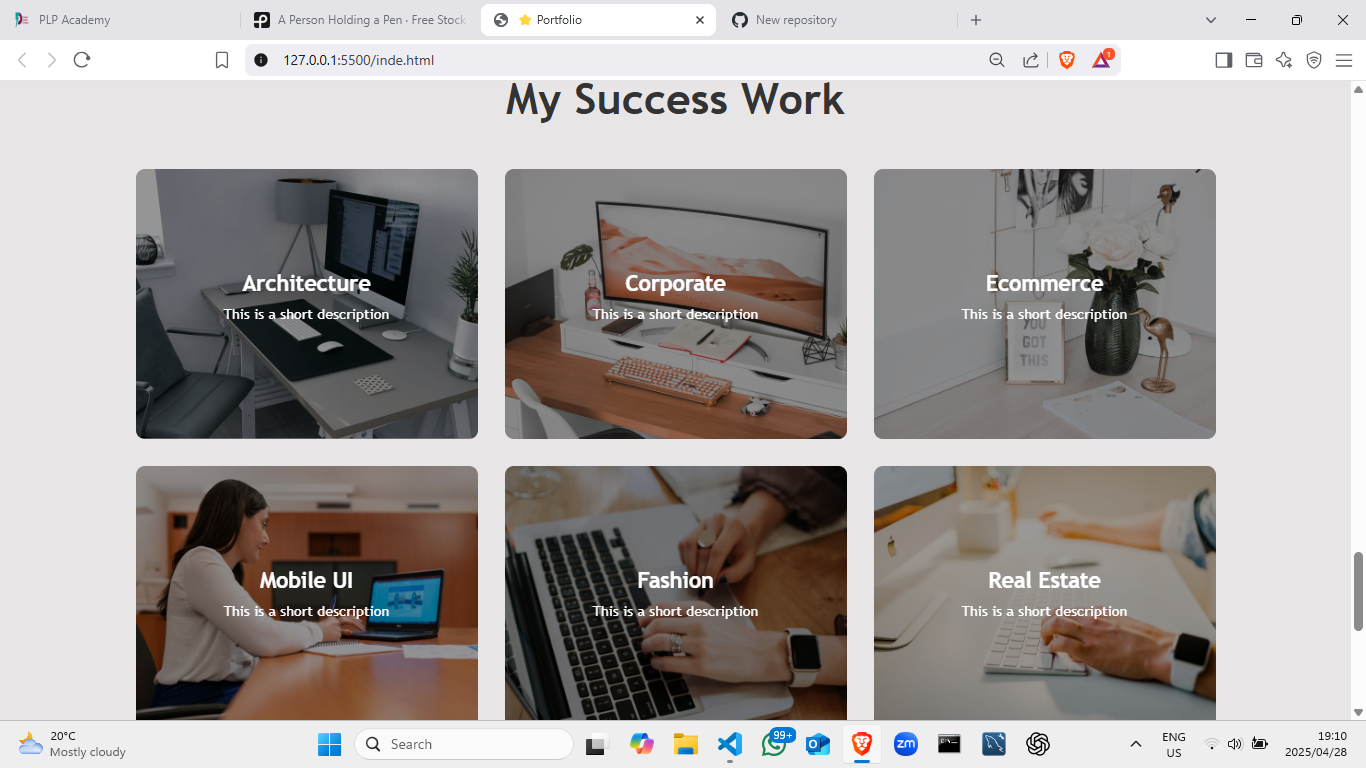 PLP Academy
A Person Holding a Pen · Free Stock
Portfolio
New repository
127.0.0.1:5500/inde.html
1
My Success Work
Architecture
This is a short description
Corporate
This is a short description
Ecommerce
This is a short description
YOU
GOT
THIS
Mobile UI
This is a short description
Fashion
This is a short description
Real Estate
This is a short description
20°C
Mostly cloudy
Search
99+
zm
ENG
US
19:10
2025/04/28